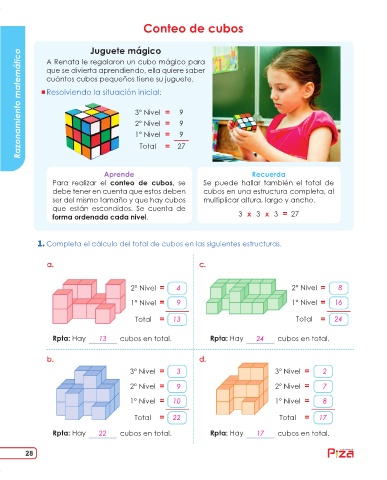 Conteo de cubos
Razonamiento matemático
Juguete mágico
A Renata le regalaron un cubo mágico para
que se divierta aprendiendo, ella quiere saber
cuántos cubos pequeños tiene su juguete.
Resolviendo la situación inicial:
3° Nivel = 9
2° Nivel = 9
1° Nivel = 9
Total = 27
Aprende
Para realizar el conteo de cubos, se
debe tener en cuenta que estos deben
ser del mismo tamaño y que hay cubos
que están escondidos. Se cuenta de
forma ordenada cada nivel.
Recuerda
Se puede hallar también el total de
cubos en una estructura completa, al
multiplicar altura, largo y ancho.
3 x 3 x 3 = 27
1. Completa el cálculo del total de cubos en las siguientes estructuras.
a.
2° Nivel = 4
1° Nivel = 9
Total = 13
Rpta: Hay 13 cubos en total.
c.
2° Nivel = 8
1° Nivel = 16
Total = 24
Rpta: Hay 24 cubos en total.
b.
3° Nivel = 3
2° Nivel = 9
1° Nivel = 10
Total = 22
Rpta: Hay 22 cubos en total.
d.
3° Nivel = 2
2° Nivel = 7
1° Nivel = 8
Total = 17
Rpta: Hay 17 cubos en total.
28